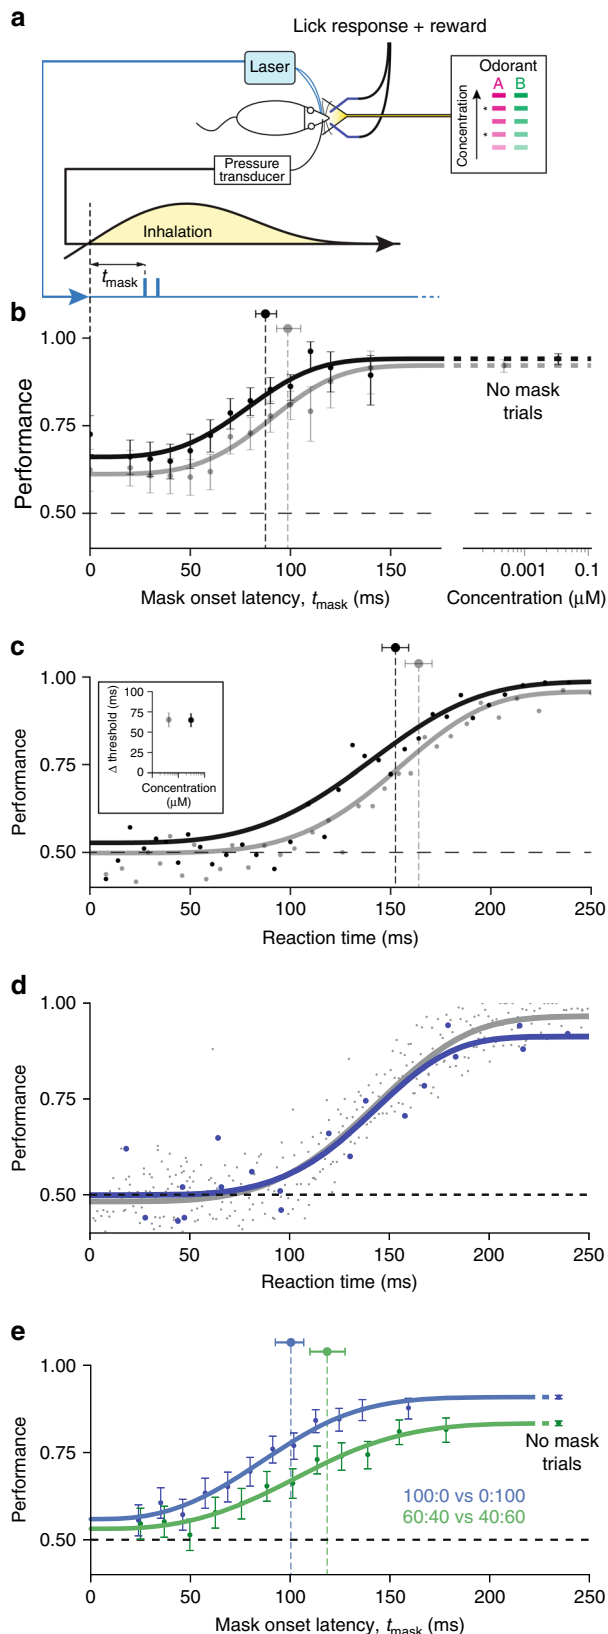 a
Lick response + reward
Laser
Odorant
A B
Concentration
*
*
Pressure
transducer
Inhalation
tmask
b
1.00
0.75
0.50
Performance
No mask
trials
0 50 100 150
0.001 0.1
Mask onset latency, tmask (ms)
Concentration (μM)
c
1.00
0.75
0.50
Performance
100
75
50
25
0
Δ threshold (ms)
Concentration
(μM)
0 50 100 150 200 250
Reaction time (ms)
d
1.00
0.75
0.50
Performance
0 50 100 150 200 250
Reaction time (ms)
e
1.00
0.75
0.50
Performance
No mask
trials
100:0 vs 0:100
60:40 vs 40:60
0 50 100 150 200 250
Mask onset latency, tmask (ms)